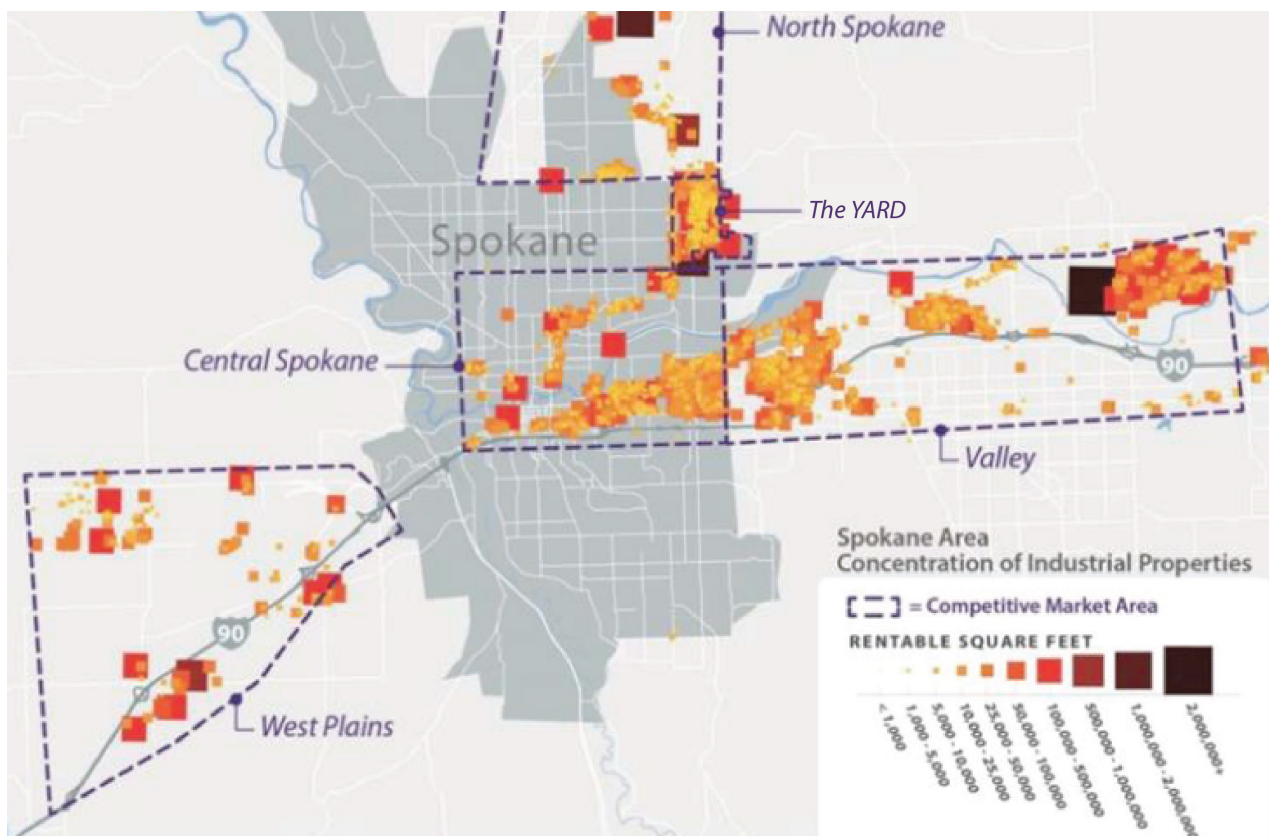 North Spokane
The YARD
Spokane
Central Spokane
90
Valley
90
West Plains
Spokane Area
Concentration of Industrial Properties
= Competitive Market Area
RENTABLE SQUARE FEET
< 1,000
1,000 - 5,000
5,000 - 10,000
10,000 - 25,000
25,000 - 50,000
50,000 - 100,000
100,000 - 500,000
500,000 - 1,000,000
1,000,000 - 2,000,000
2,000,000+